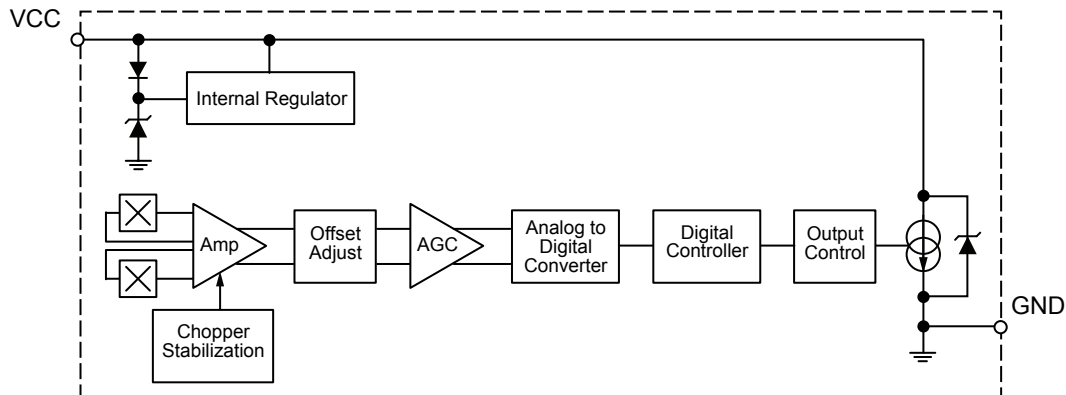 VCC
Internal Regulator
Amp
Offset
Adjust
AGC
Analog to
Digital
Converter
Digital
Controller
Output
Control
Chopper
Stabilization
GND